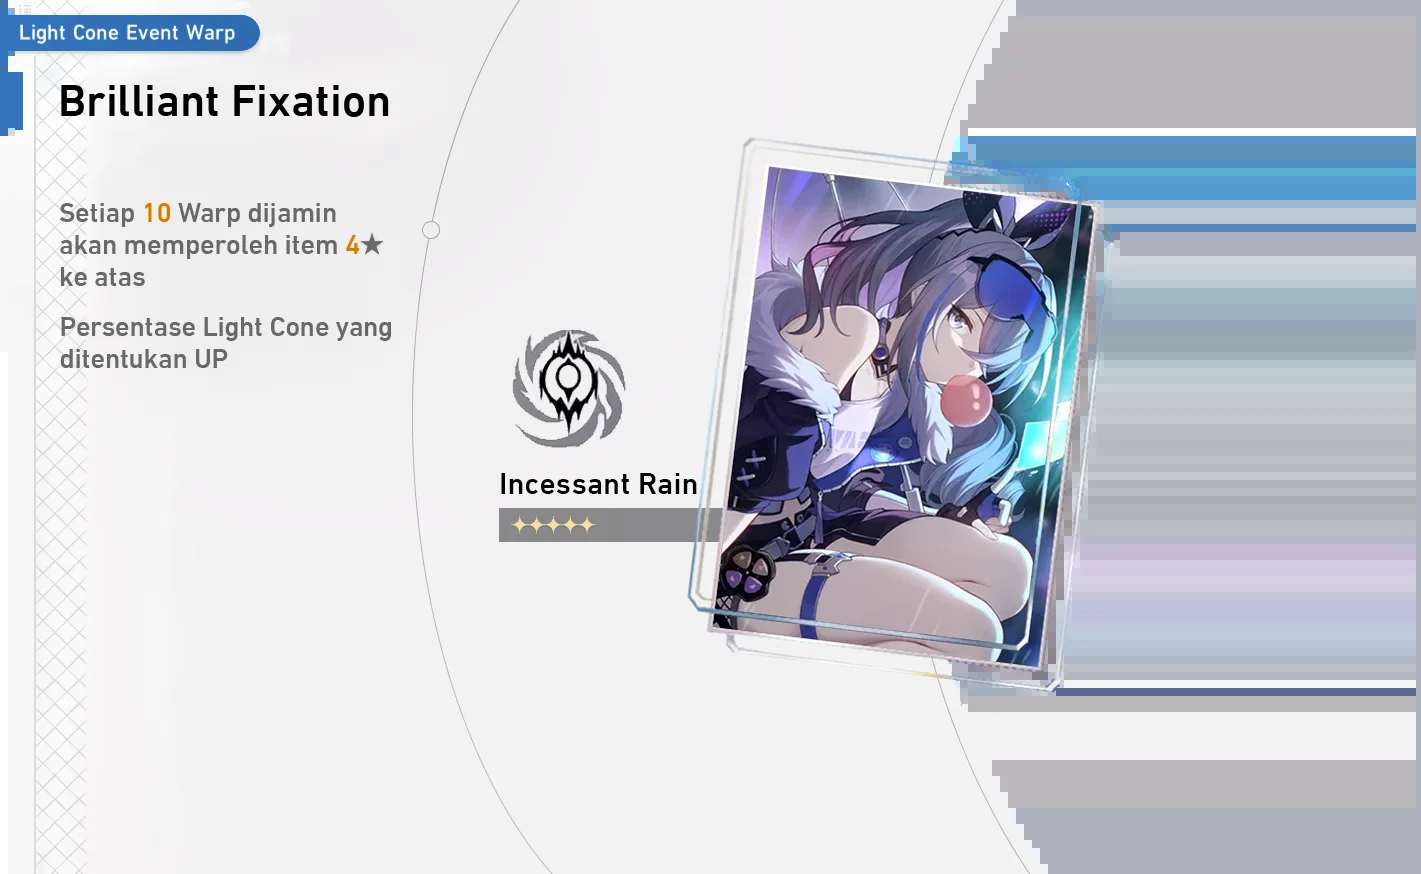 Light Cone Event Warp
Brilliant Fixation
Setiap 10 Warp dijamin
akan memperoleh item 4★
ke atas
Persentase Light Cone yang
ditentukan UP
Incessant Rain